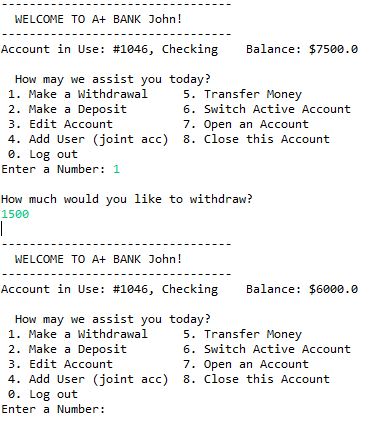 ---------------------------------
  WELCOME TO A+ BANK John!
---------------------------------
Account in Use: #1046, Checking    Balance: $7500.0
  How may we assist you today?
 1. Make a Withdrawal     5. Transfer Money
 2. Make a Deposit        6. Switch Active Account
 3. Edit Account          7. Open an Account
 4. Add User (joint acc)  8. Close this Account
 0. Log out
Enter a Number: 1
How much would you like to withdraw?
1500
---------------------------------
  WELCOME TO A+ BANK John!
---------------------------------
Account in Use: #1046, Checking    Balance: $6000.0
  How may we assist you today?
 1. Make a Withdrawal     5. Transfer Money
 2. Make a Deposit        6. Switch Active Account
 3. Edit Account          7. Open an Account
 4. Add User (joint acc)  8. Close this Account
 0. Log out
Enter a Number: